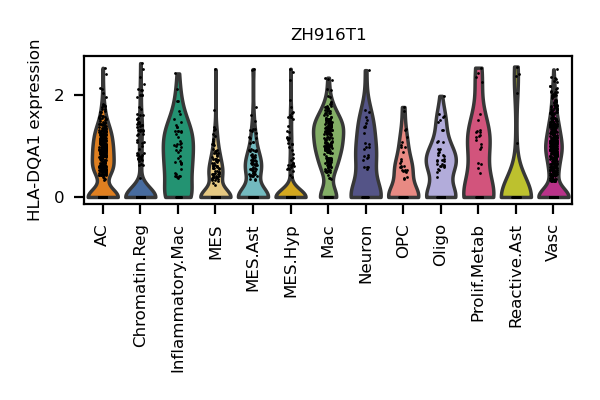 ZH916T1
HLA-DQA1 expression
2
0
AC
Chromatin.Reg
Inflammatory.Mac
MES
MES.Ast
MES.Hyp
Mac
Neuron
OPC
Oligo
Prolif.Metab
Reactive.Ast
Vasc